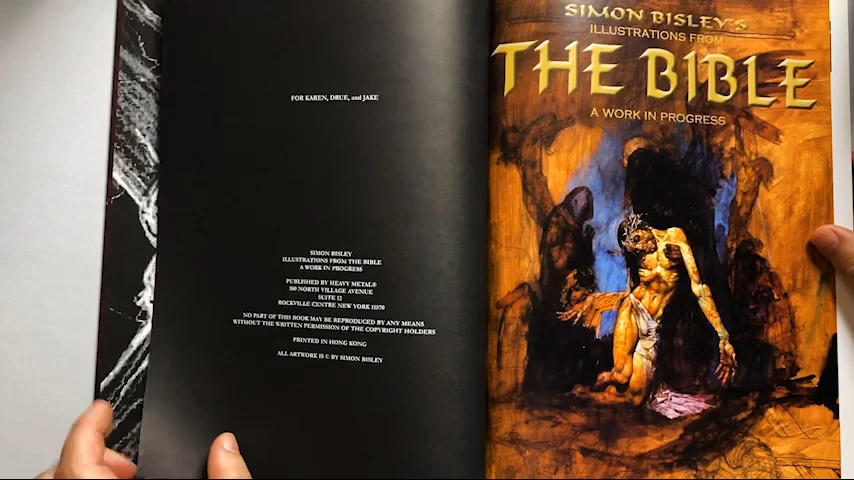 FOR KAREN, DRUE, and JAKE
SIMON BISLEY
ILLUSTRATIONS FROM THE BIBLE
A WORK IN PROGRESS
PUBLISHED BY HEAVY METAL®
100 NORTH VILLAGE AVENUE
SUITE 12
ROCKVILLE CENTRE NEW YORK 11570
NO PART OF THIS BOOK MAY BE REPRODUCED BY ANY MEANS
WITHOUT THE WRITTEN PERMISSION OF THE COPYRIGHT HOLDERS
PRINTED IN HONG KONG
ALL ARTWORK IS © BY SIMON BISLEY
SIMON BISLEY'S
ILLUSTRATIONS FROM
THE BIBLE
A WORK IN PROGRESS